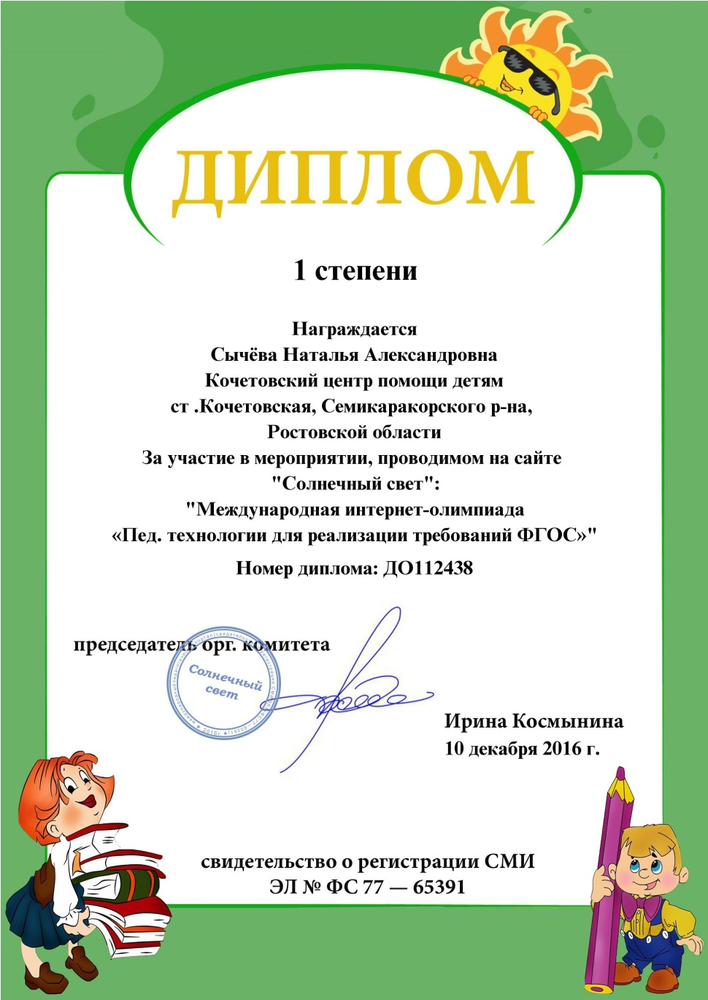 ДИПЛОМ
1 степени
Награждается
Сычёва Наталья Александровна
Кочетовский центр помощи детям
ст .Кочетовская, Семикаракорского р-на,
Ростовской области
За участие в мероприятии, проводимом на сайте
"Солнечный свет":
"Международная интернет-олимпиада
«Пед. технологии для реализации требований ФГОС»"
Номер диплома: ДО112438
председатель орг. комитета
Солнечный
свет
Ирина Космынина
10 декабря 2016 г.
свидетельство о регистрации СМИ
ЭЛ № ФС 77 — 65391